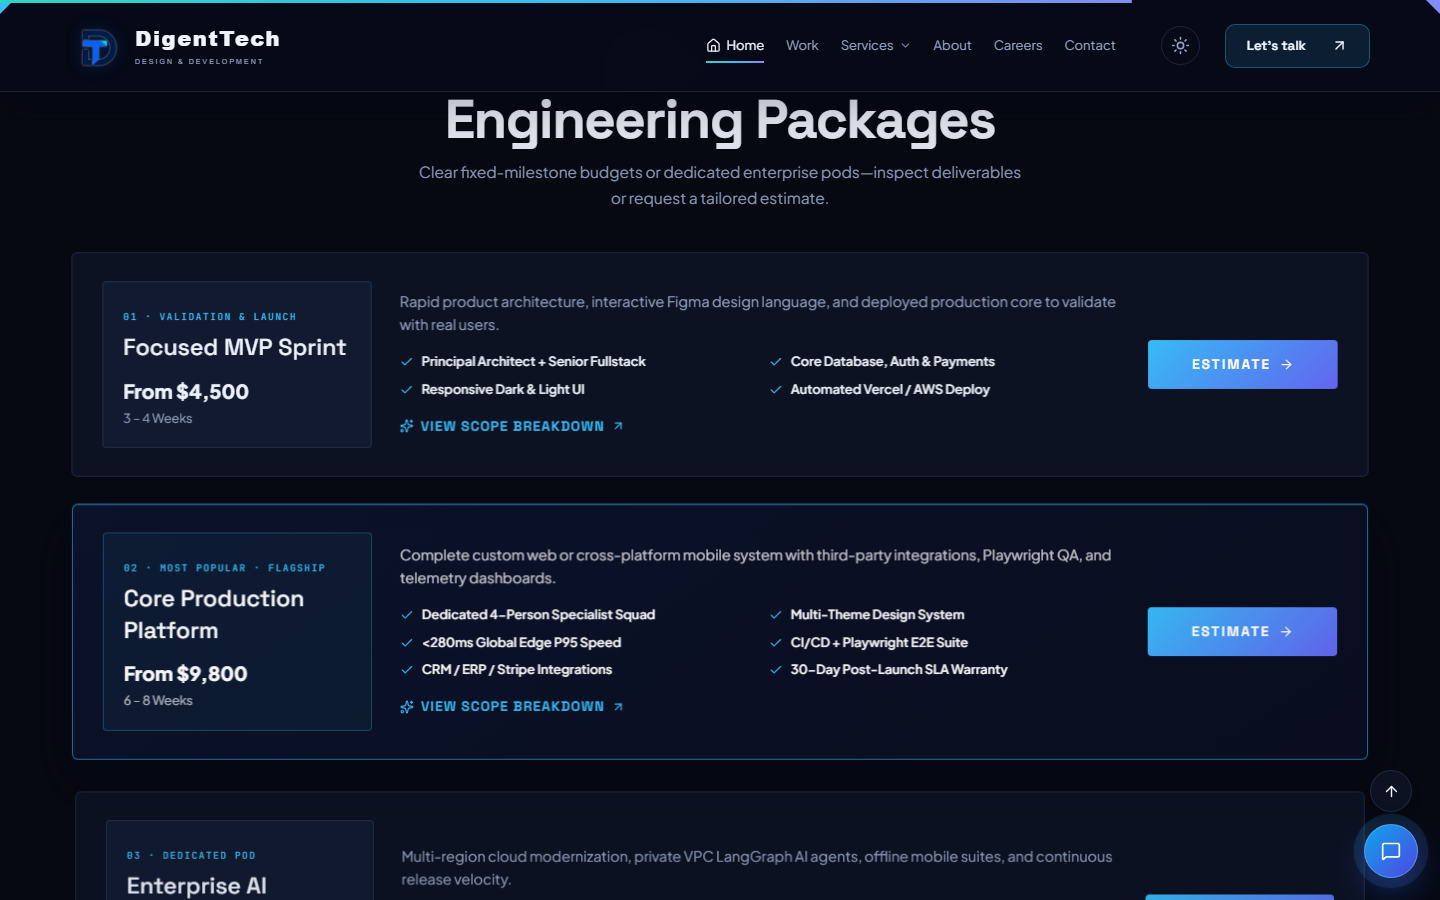 DigentTech
DESIGN & DEVELOPMENT
Home
Work
Services
About
Careers
Contact
Let's talk
Engineering Packages
Clear fixed-milestone budgets or dedicated enterprise pods—inspect deliverables
or request a tailored estimate.
01 · VALIDATION & LAUNCH
Focused MVP Sprint
From $4,500
3 – 4 Weeks
Rapid product architecture, interactive Figma design language, and deployed production core to validate
with real users.
Principal Architect + Senior Fullstack
Core Database, Auth & Payments
Responsive Dark & Light UI
Automated Vercel / AWS Deploy
VIEW SCOPE BREAKDOWN
ESTIMATE
02 · MOST POPULAR · FLAGSHIP
Core Production
Platform
From $9,800
6 – 8 Weeks
Complete custom web or cross-platform mobile system with third-party integrations, Playwright QA, and
telemetry dashboards.
Dedicated 4–Person Specialist Squad
Multi-Theme Design System
<280ms Global Edge P95 Speed
CI/CD + Playwright E2E Suite
CRM / ERP / Stripe Integrations
30–Day Post-Launch SLA Warranty
VIEW SCOPE BREAKDOWN
ESTIMATE
03 · DEDICATED POD
Enterprise AI
Multi-region cloud modernization, private VPC LangGraph AI agents, offline mobile suites, and continuous
release velocity.